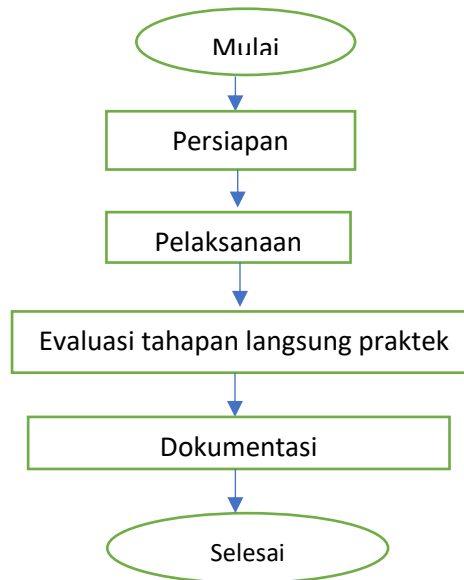 Mulai
Persiapan
Pelaksanaan
Evaluasi tahapan langsung praktek
Dokumentasi
Selesai